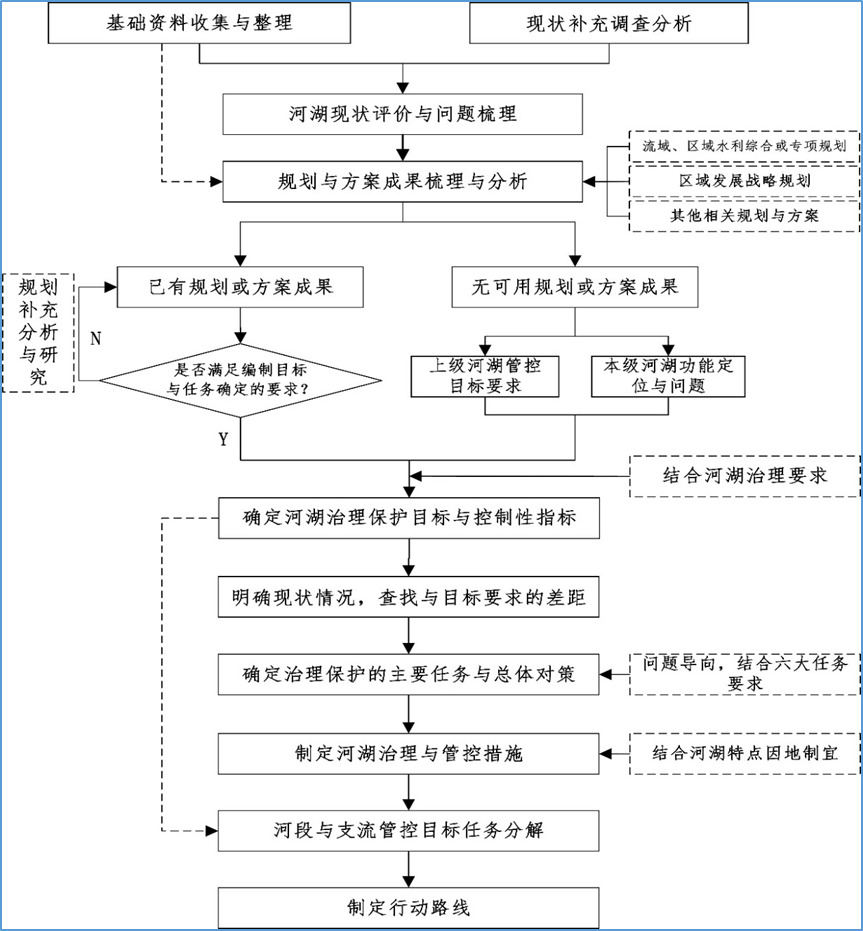 基础资料收集与整理
现状补充调查分析
河湖现状评价与问题梳理
规划与方案成果梳理与分析
流域、区域水利综合或专项规划
区域发展战略规划
其他相关规划与方案
已有规划或方案成果
无可用规划或方案成果
规划
补充
分析
与研
究
N
是否满足编制目标
与任务确定的要求？
上级河湖管控
目标要求
本级河湖功能定
位与问题
Y
结合河湖治理要求
确定河湖治理保护目标与控制性指标
明确现状情况，查找与目标要求的差距
确定治理保护的主要任务与总体对策
问题导向，结合六大任务
要求
制定河湖治理与管控措施
结合河湖特点因地制宜
河段与支流管控目标任务分解
制定行动路线